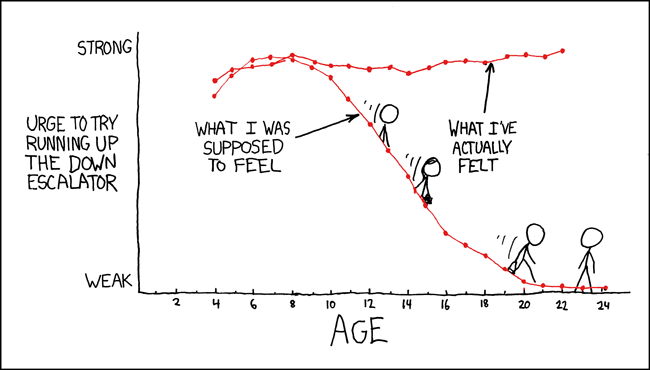 STRONG
URGE TO TRY
RUNNING UP
THE DOWN
ESCALATOR
WEAK
WHAT I WAS
SUPPOSED
TO FEEL
WHAT I'VE
ACTUALLY
FELT
2 4 6 8 10 12 14 16 18 20 22 24
AGE